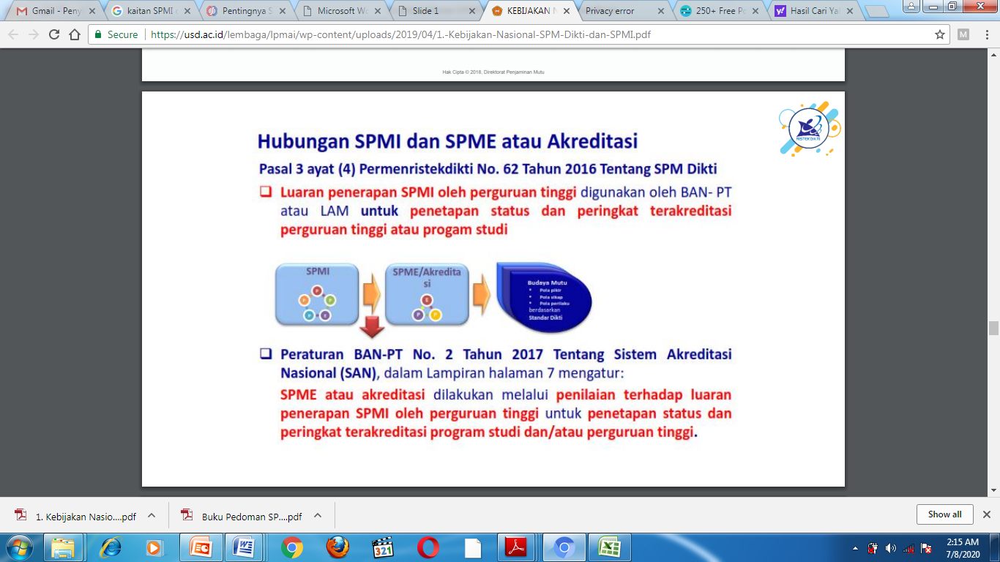 Gmail - Peny
kaitan SPMI
Pentingnya S
Microsoft Wo
Slide 1
KEBIJAKAN N
Privacy error
250+ Free Po
Hasil Cari Ya
Secure https://usd.ac.id/lembaga/lpmai/wp-content/uploads/2019/04/1.-Kebijakan-Nasional-SPM-Dikti-dan-SPMI.pdf
M
Hak Cipta © 2018, Direktorat Penjaminan Mutu
RISTEKDIKTI
Hubungan SPMI dan SPME atau Akreditasi
Pasal 3 ayat (4) Permenristekdikti No. 62 Tahun 2016 Tentang SPM Dikti
Luaran penerapan SPMI oleh perguruan tinggi digunakan oleh BAN- PT
atau LAM untuk penetapan status dan peringkat terakreditasi
perguruan tinggi atau progam studi
SPMI
P
P
P
P
E
SPME/Akredita
si
E
P
P
Budaya Mutu
Pola pikir
Pola sikap
Pola perilaku
berdasarkan
Standar Dikti
Peraturan BAN-PT No. 2 Tahun 2017 Tentang Sistem Akreditasi
Nasional (SAN), dalam Lampiran halaman 7 mengatur:
SPME atau akreditasi dilakukan melalui penilaian terhadap luaran
penerapan SPMI oleh perguruan tinggi untuk penetapan status dan
peringkat terakreditasi program studi dan/atau perguruan tinggi.
1. Kebijakan Nasio....pdf
Buku Pedoman SP....pdf
Show all
321
2:15 AM
7/8/2020